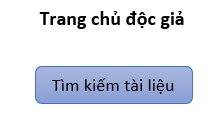 Trang chủ độc giả
Tìm kiếm tài liệu